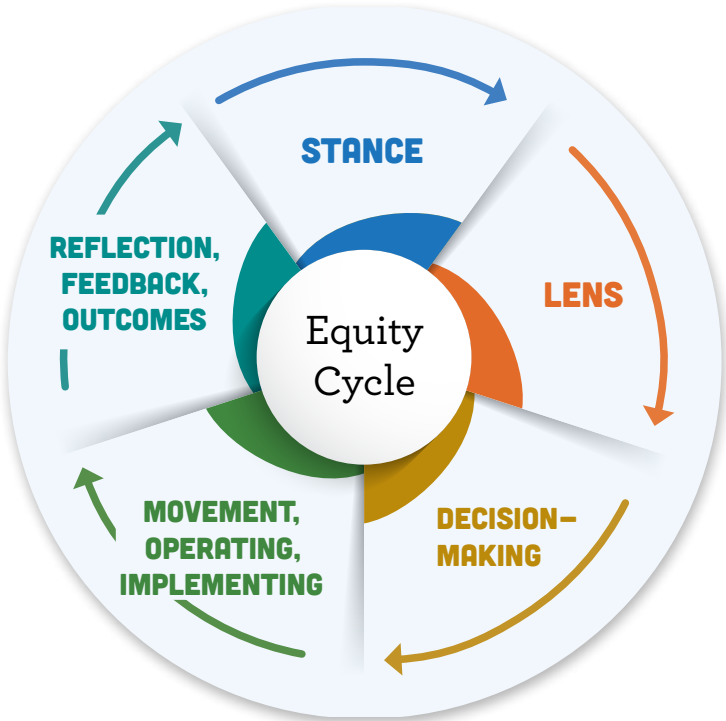 STANCE
LENS
DECISION–
MAKING
MOVEMENT,
OPERATING,
IMPLEMENTING
REFLECTION,
FEEDBACK,
OUTCOMES
Equity
Cycle